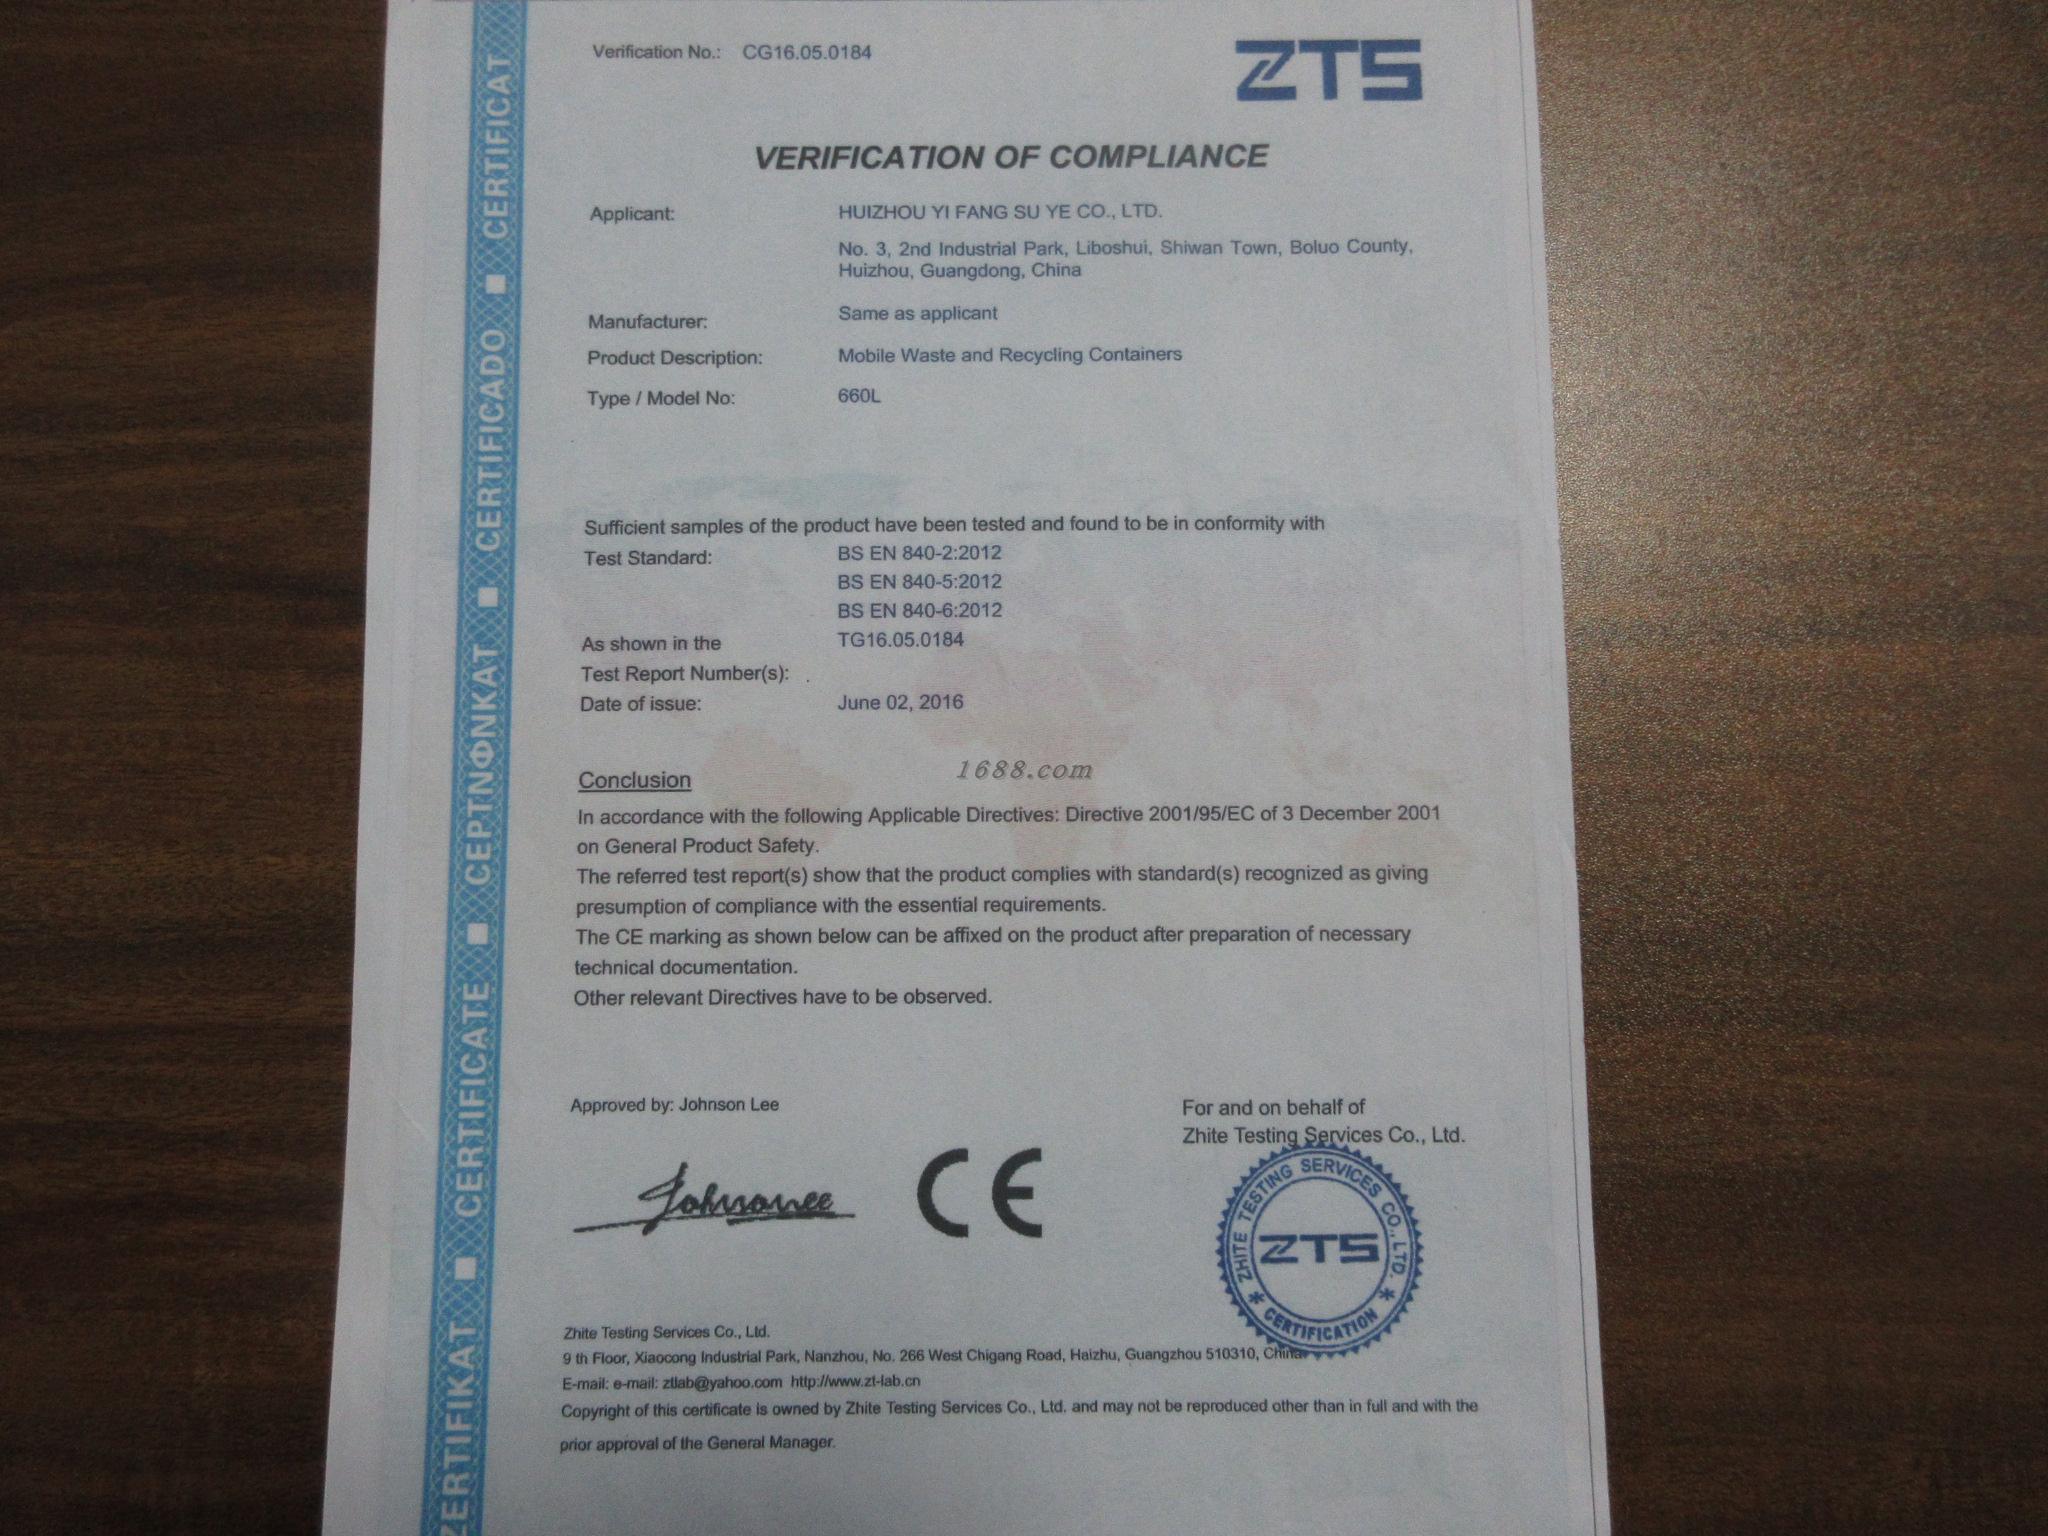 Verification No.: CG16.05.0184
ZTS
VERIFICATION OF COMPLIANCE
Applicant: HUIZHOU YI FANG SU YE CO., LTD.
No. 3, 2nd Industrial Park, Liboshui, Shiwan Town, Boluo County,
Huizhou, Guangdong, China
Manufacturer: Same as applicant
Product Description: Mobile Waste and Recycling Containers
Type / Model No: 660L
Sufficient samples of the product have been tested and found to be in conformity with
Test Standard: BS EN 840-2:2012
BS EN 840-5:2012
BS EN 840-6:2012
As shown in the TG16.05.0184
Test Report Number(s):
Date of issue: June 02, 2016
1688.com
Conclusion
In accordance with the following Applicable Directives: Directive 2001/95/EC of 3 December 2001
on General Product Safety.
The referred test report(s) show that the product complies with standard(s) recognized as giving
presumption of compliance with the essential requirements.
The CE marking as shown below can be affixed on the product after preparation of necessary
technical documentation.
Other relevant Directives have to be observed.
Approved by: Johnson Lee
For and on behalf of
Zhite Testing Services Co., Ltd.
Johnsonlee
CE
ZHITE TESTING SERVICES CO., LTD.
ZTS
* CERTIFICATION *
Zhite Testing Services Co., Ltd.
9 th Floor, Xiaocong Industrial Park, Nanzhou, No. 266 West Chigang Road, Haizhu, Guangzhou 510310, China
E-mail: e-mail: ztlab@yahoo.com http://www.zt-lab.cn
Copyright of this certificate is owned by Zhite Testing Services Co., Ltd. and may not be reproduced other than in full and with the
prior approval of the General Manager.
ZERTIFIKAT ■ CERTIFICATE ■ CEPTNФNKAT ■ CERTIFICADO ■ CERTIFICAT